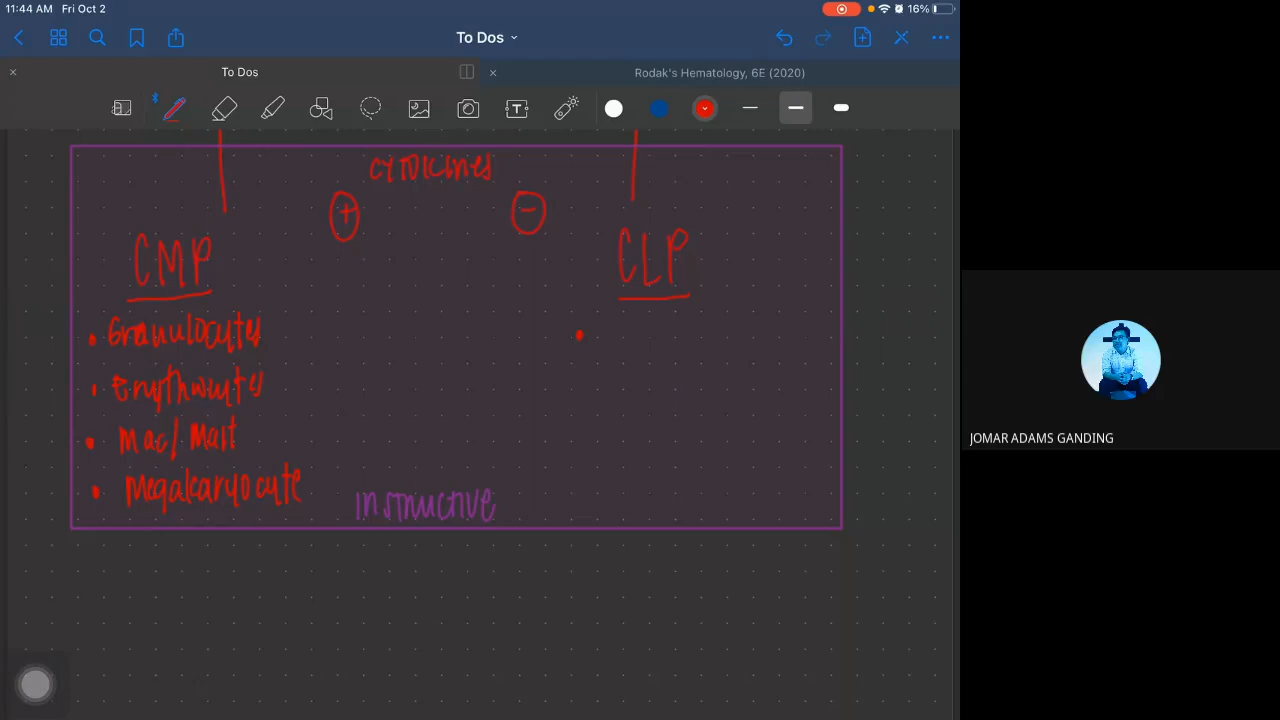 11:44 AM Fri Oct 2
16%
To Dos
To Dos
Rodak's Hematology, 6E (2020)
T
cytokines
+
−
CMP
CLP
• Granulocytes
•
• Erythrocytes
• Mac/ Mast
• Megakaryocyte
instructive
JOMAR ADAMS GANDING